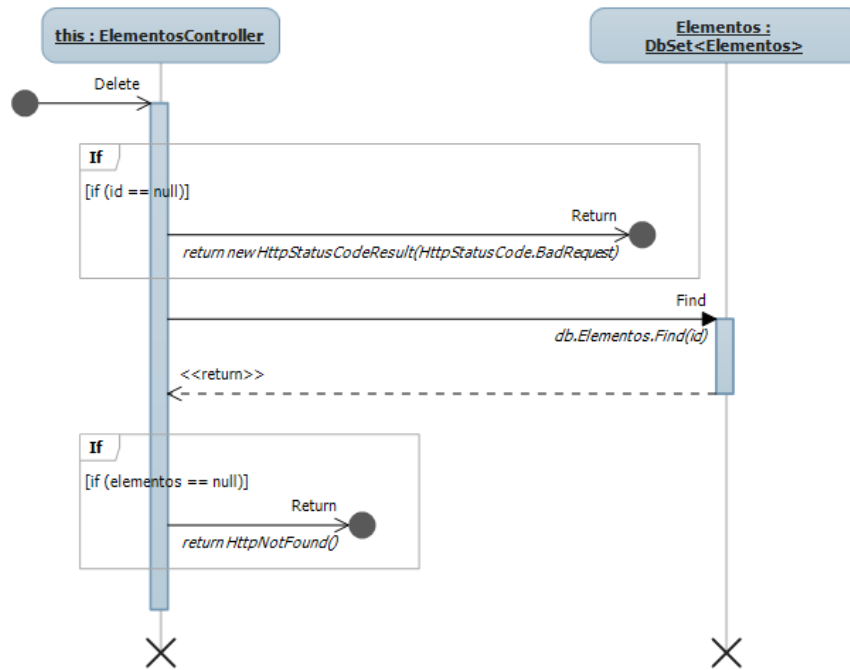 this : ElementosController
Elementos :
DbSet<Elementos>
Delete
If
[if (id == null)]
Return
return new HttpStatusCodeResult(HttpStatusCode.BadRequest)
Find
db.Elementos.Find(id)
<<return>>
If
[if (elementos == null)]
Return
return HttpNotFound()